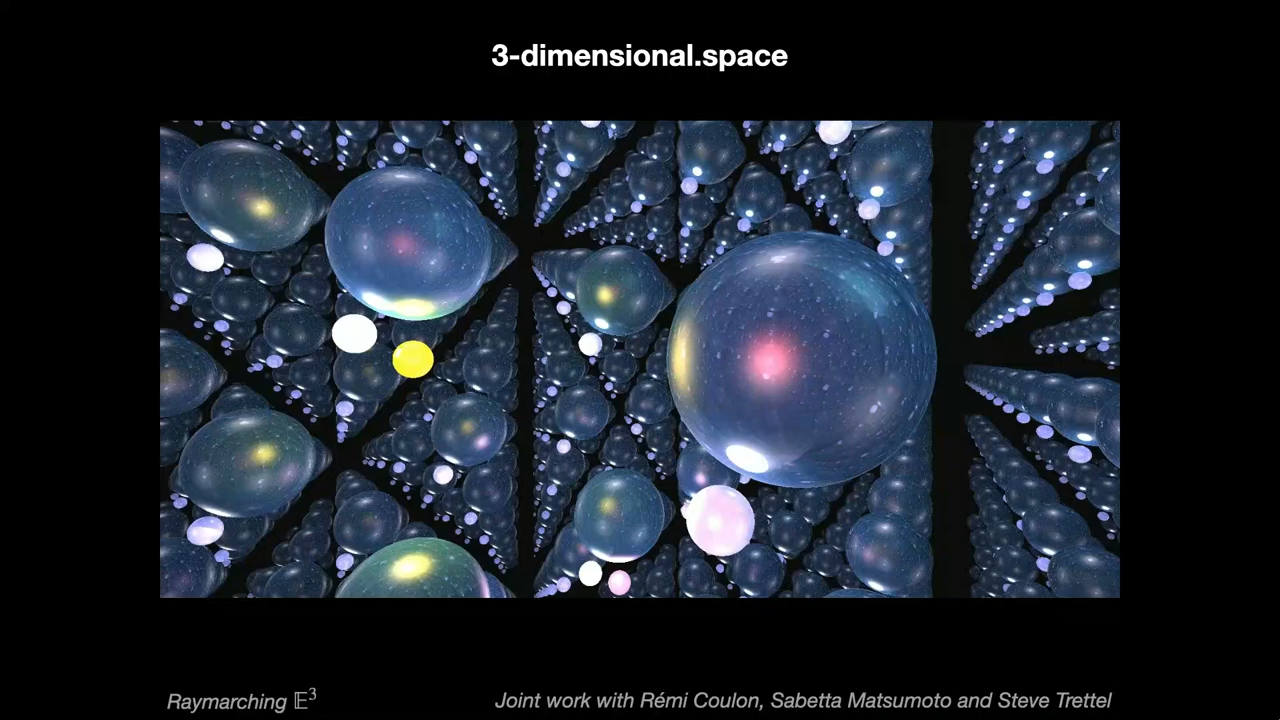 3-dimensional.space
Raymarching 𝔼³
Joint work with Rémi Coulon, Sabetta Matsumoto and Steve Trettel